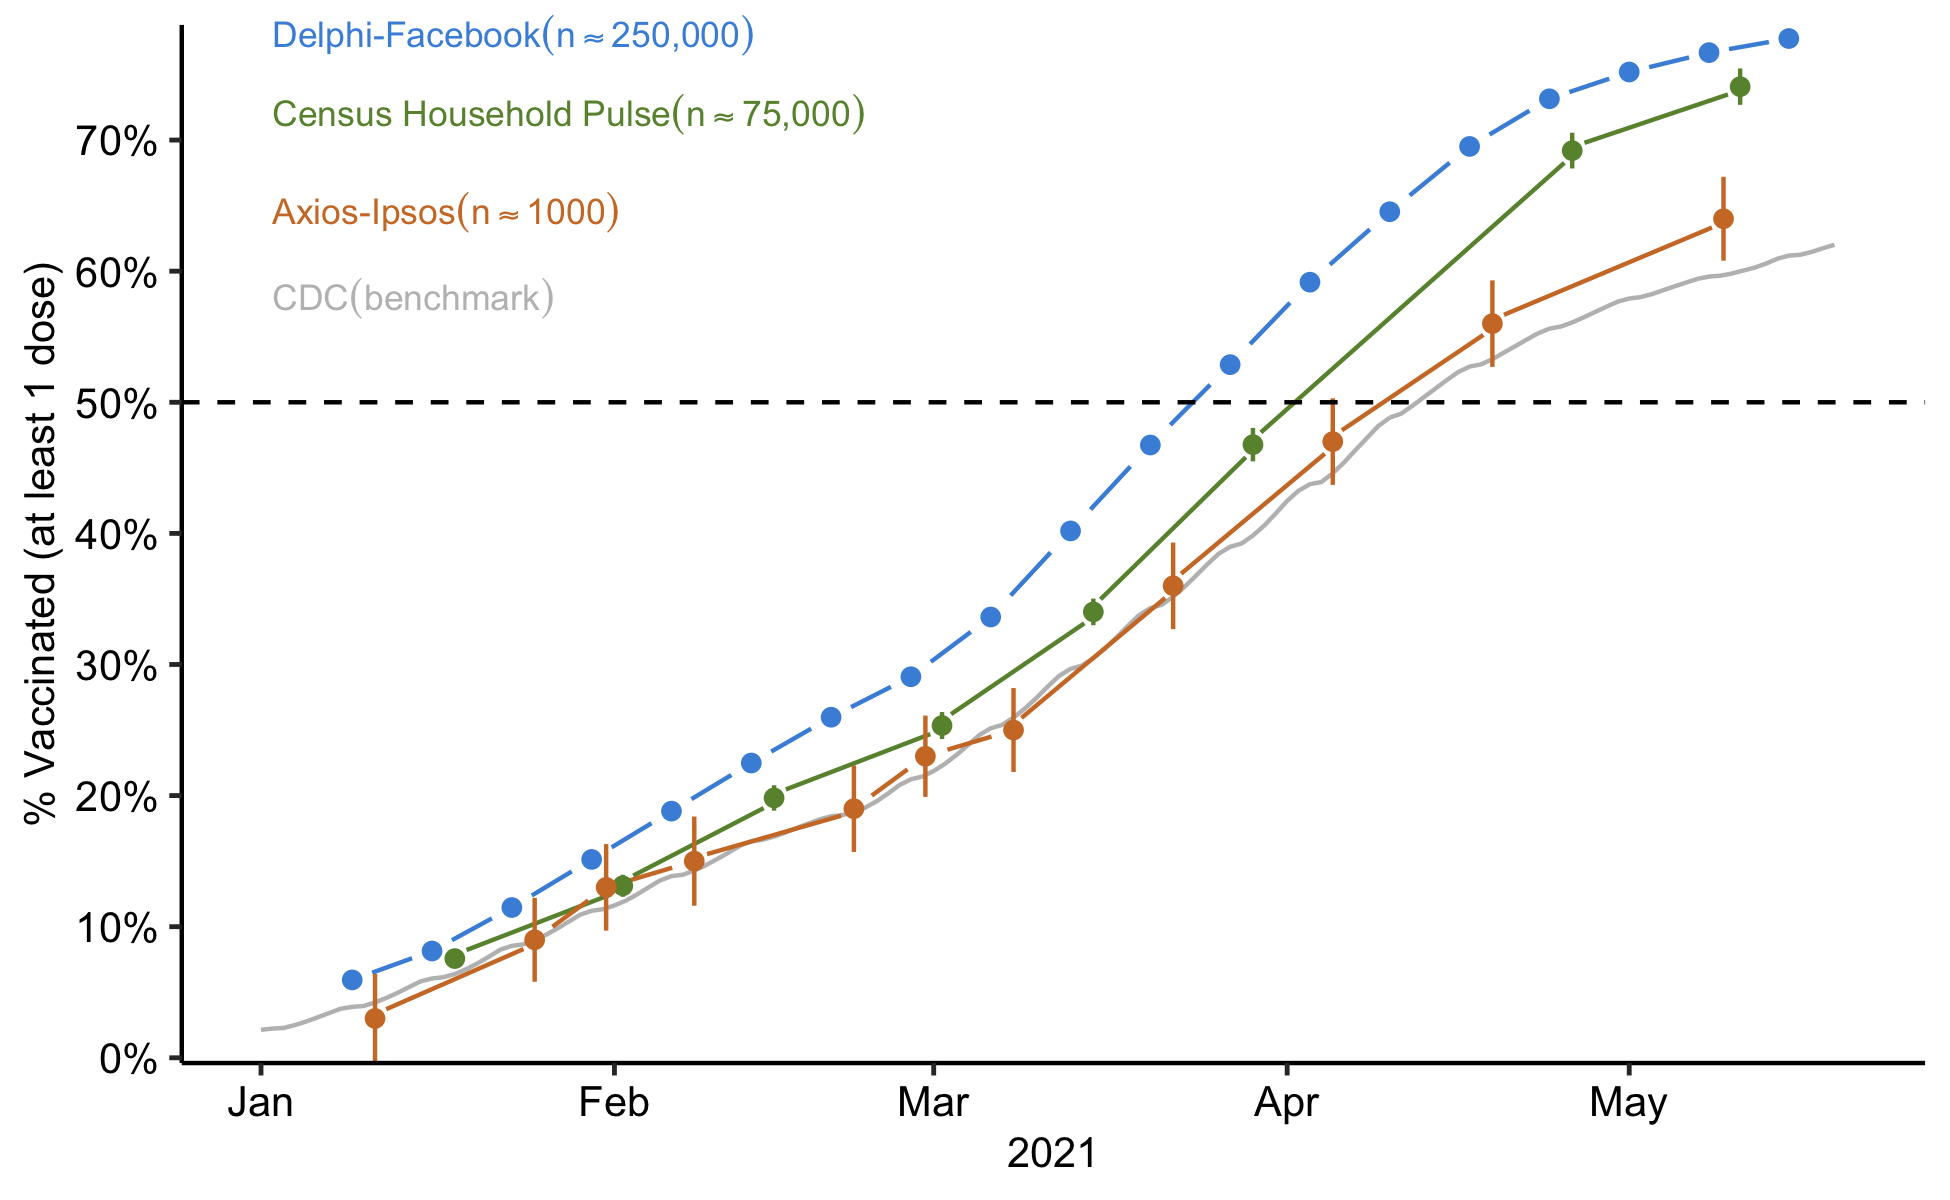 Delphi-Facebook(n ≈ 250,000)
Census Household Pulse(n ≈ 75,000)
Axios-Ipsos(n ≈ 1000)
CDC(benchmark)
% Vaccinated (at least 1 dose)
70%
60%
50%
40%
30%
20%
10%
0%
Jan Feb Mar Apr May
2021